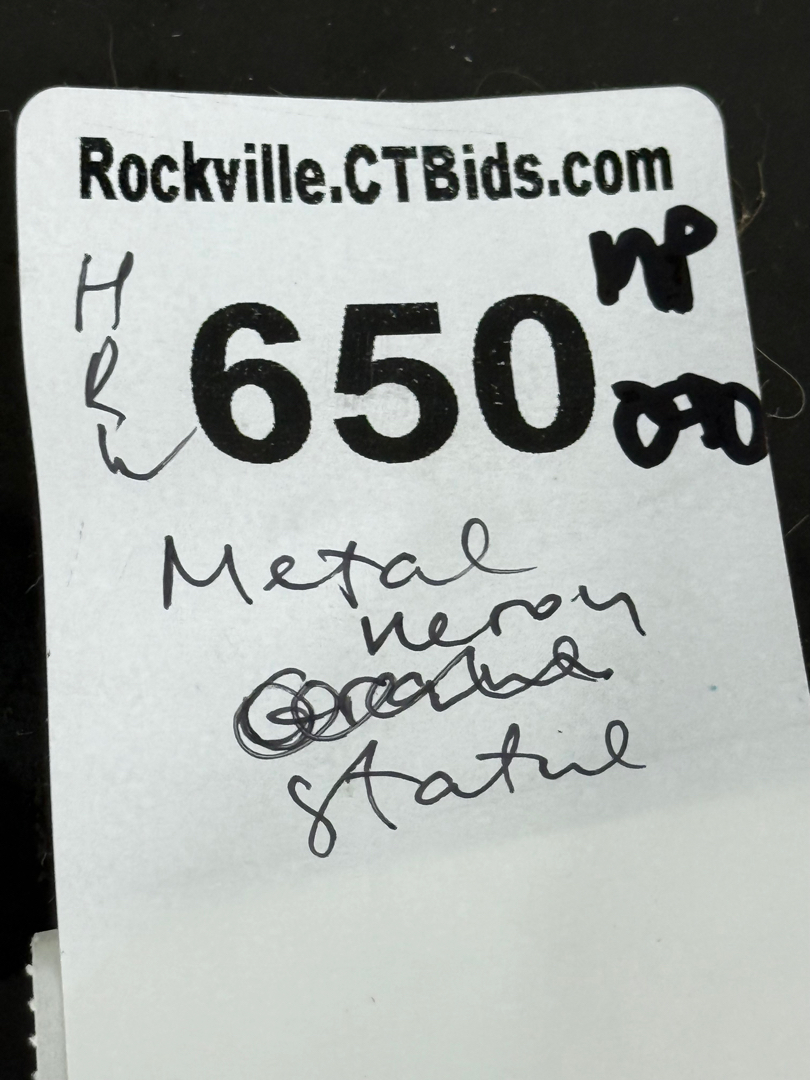 Rockville.CTBids.com
H
R
W
650
NP
Metal
heron
statue